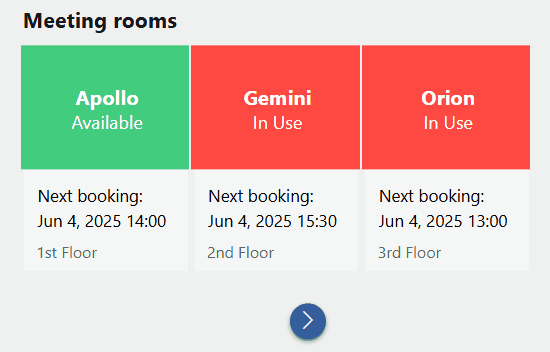 Meeting rooms
Apollo
Available
Next booking:
Jun 4, 2025 14:00
1st Floor
Gemini
In Use
Next booking:
Jun 4, 2025 15:30
2nd Floor
Orion
In Use
Next booking:
Jun 4, 2025 13:00
3rd Floor